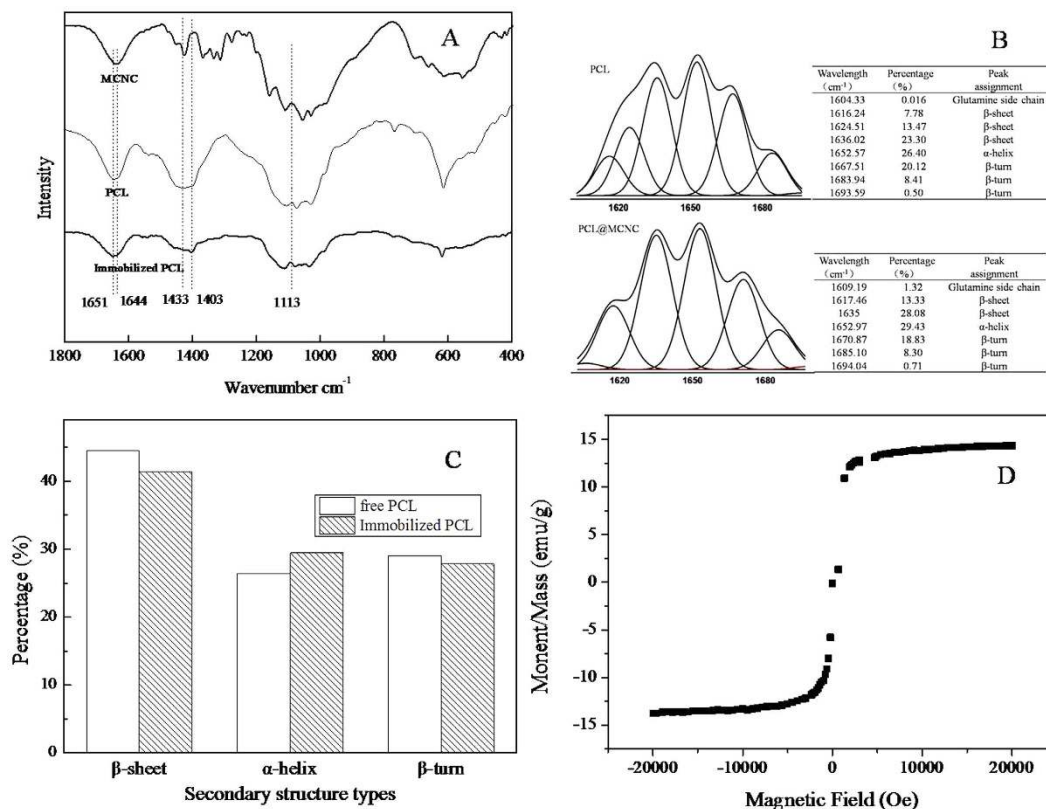 A
MCNC
PCL
Immobilized PCL
1651 1644 1433 1403 1113
1800 1600 1400 1200 1000 800 600 400
Wavenumber cm-1
Intensity
B
PCL
1620 1650 1680
Wavelength Percentage Peak
(cm-1) (%) assignment
1604.33 0.016 Glutamine side chain
1616.24 7.78 β-sheet
1624.51 13.47 β-sheet
1636.02 23.30 β-sheet
1652.57 26.40 α-helix
1667.51 20.12 β-turn
1683.94 8.41 β-turn
1693.59 0.50 β-turn
PCL@MCNC
1620 1650 1680
Wavelength Percentage Peak
(cm-1) (%) assignment
1609.19 1.32 Glutamine side chain
1617.46 13.33 β-sheet
1635 28.08 β-sheet
1652.97 29.43 α-helix
1670.87 18.83 β-turn
1685.10 8.30 β-turn
1694.04 0.71 β-turn
C
free PCL
Immobilized PCL
40
30
20
10
0
Percentage (%)
β-sheet α-helix β-turn
Secondary structure types
D
15
10
5
0
-5
-10
-15
Monent/Mass (emu/g)
-20000 -10000 0 10000 20000
Magnetic Field (Oe)